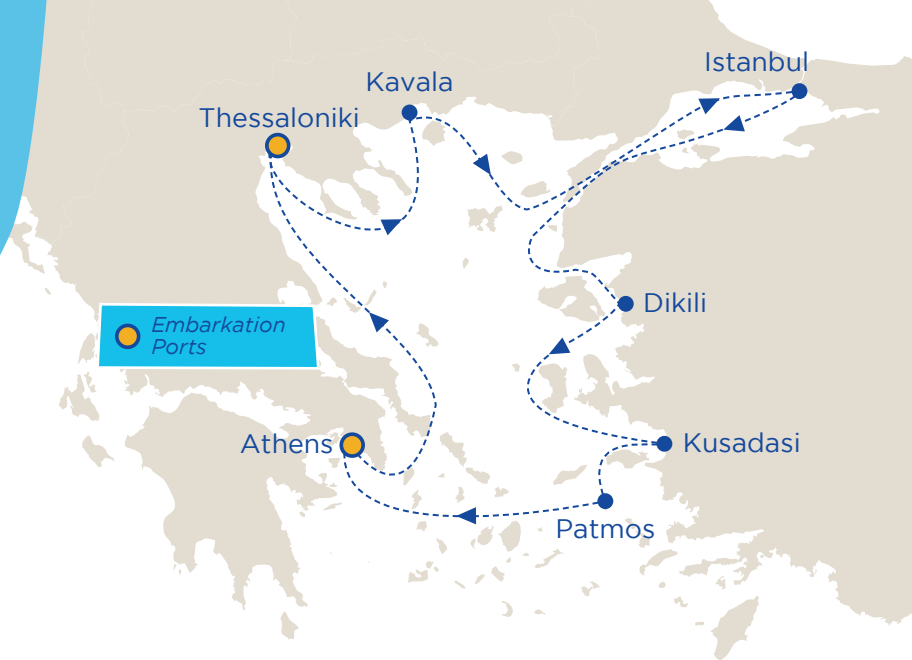 Istanbul
Kavala
Thessaloniki
Dikili
Embarkation
Ports
Athens
Kusadasi
Patmos